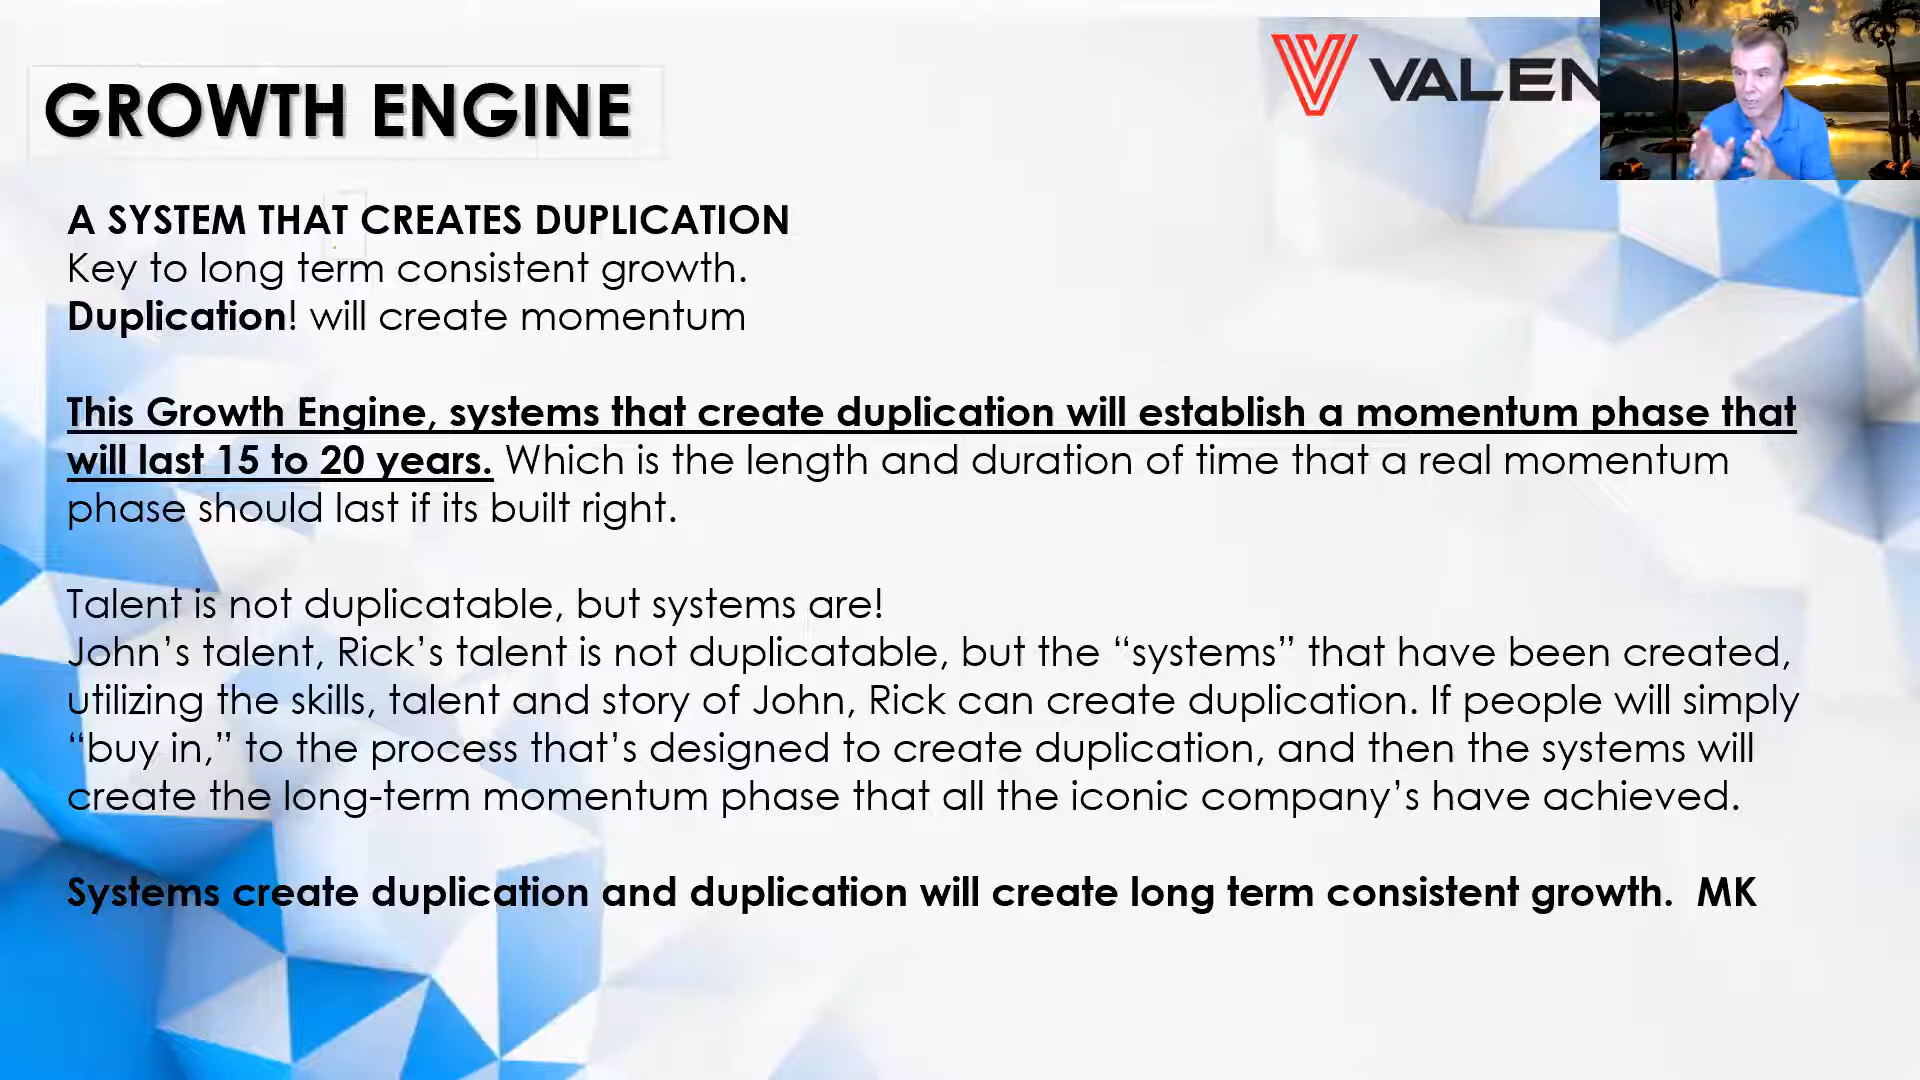 GROWTH ENGINE
VALEN
A SYSTEM THAT CREATES DUPLICATION
Key to long term consistent growth.
Duplication! will create momentum
This Growth Engine, systems that create duplication will establish a momentum phase that
will last 15 to 20 years. Which is the length and duration of time that a real momentum
phase should last if its built right.
Talent is not duplicatable, but systems are!
John’s talent, Rick’s talent is not duplicatable, but the “systems” that have been created,
utilizing the skills, talent and story of John, Rick can create duplication. If people will simply
“buy in,” to the process that’s designed to create duplication, and then the systems will
create the long-term momentum phase that all the iconic company’s have achieved.
Systems create duplication and duplication will create long term consistent growth. MK